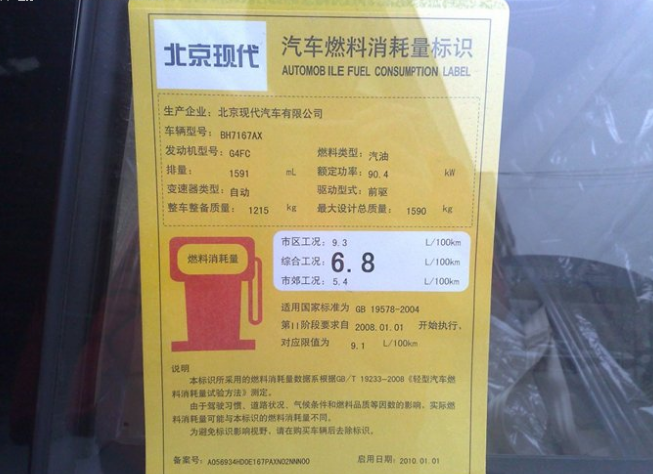 北京现代
汽车燃料消耗量标识
AUTOMOBILE FUEL CONSUMPTION LABEL
生产企业：北京现代汽车有限公司
车辆型号：BH7167AX
发动机型号：G4FC 燃料类型：汽油
排量： 1591 mL 额定功率：90.4 kW
变速器类型：自动 驱动型式：前驱
整车整备质量： 1215 kg 最大设计总质量： 1590 kg
燃料消耗量
市区工况：9.3 L/100km
综合工况：6.8 L/100km
市郊工况：5.4 L/100km
适用国家标准为 GB 19578-2004
第II阶段要求自 2008.01.01 开始执行，
对应限值为 9.1 L/100km
说明
本标识所采用的燃料消耗量数据系根据GB/T 19233-2008《轻型汽车燃
料消耗量试验方法》测定。
由于驾驶习惯、道路状况、气候条件和燃料品质等因数的影响，实际燃
料消耗量可能与本标识的燃料消耗量不同。
为避免标识影响视野，请在购买车辆后去除标识。
备案号：A056934HD0E167PAXN02NNN00 启用日期：2010.01.01